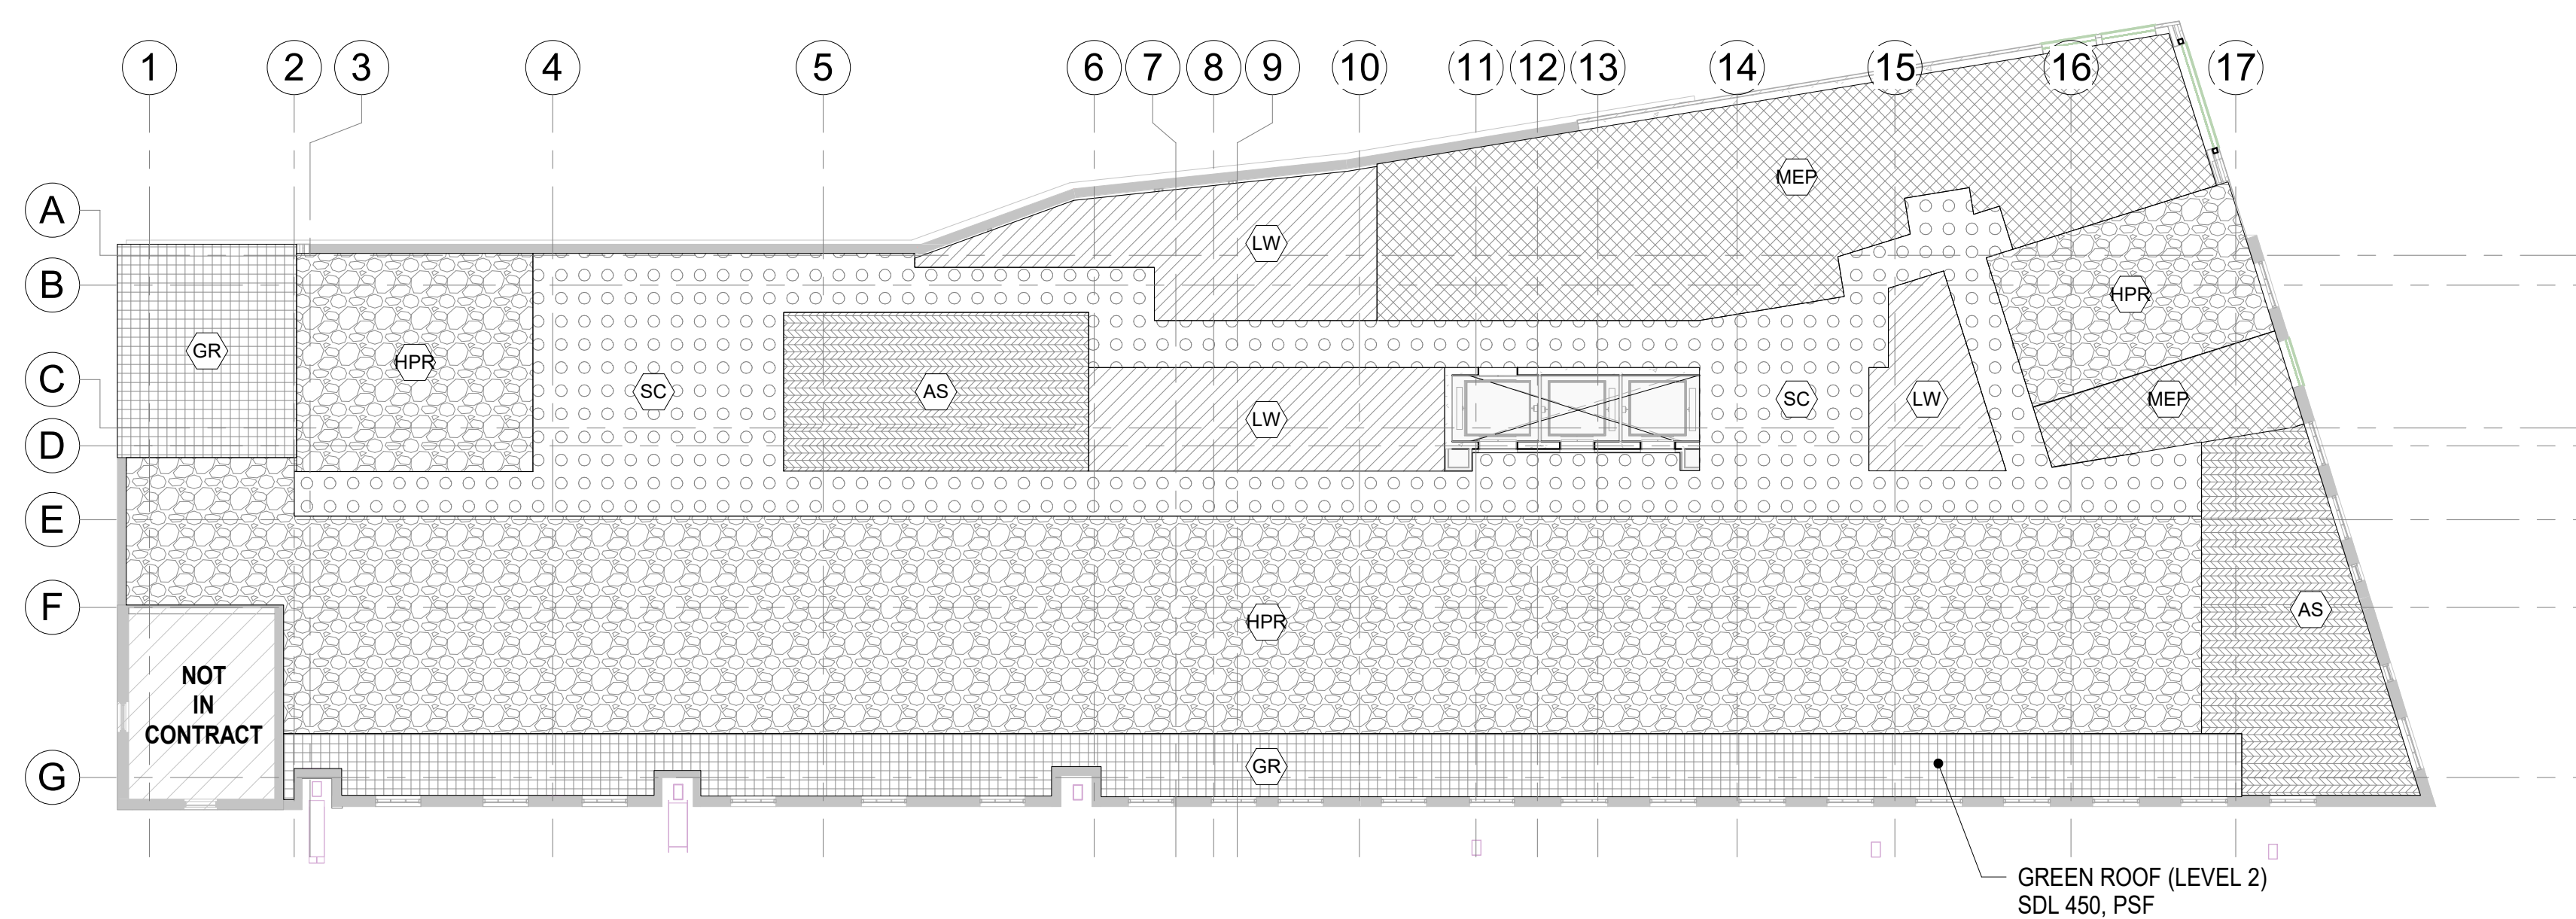 1
2
3
4
5
6
7
8
9
10
11
12
13
14
15
16
17
A
B
C
D
E
F
G
MEP
LW
HPR
GR
HPR
SC
AS
LW
SC
LW
MEP
AS
HPR
NOT
IN
CONTRACT
GR
GREEN ROOF (LEVEL 2)
SDL 450, PSF